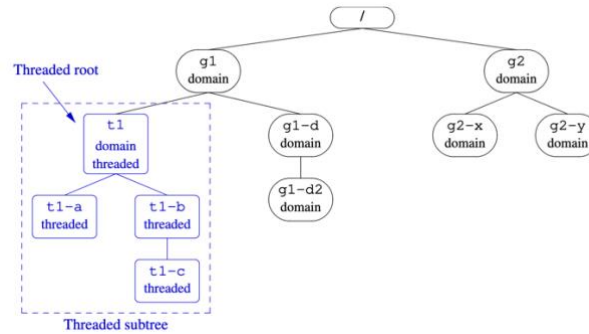 /
g1
domain
g2
domain
Threaded root
t1
domain
threaded
g1-d
domain
g2-x
domain
g2-y
domain
t1-a
threaded
t1-b
threaded
g1-d2
domain
t1-c
threaded
Threaded subtree